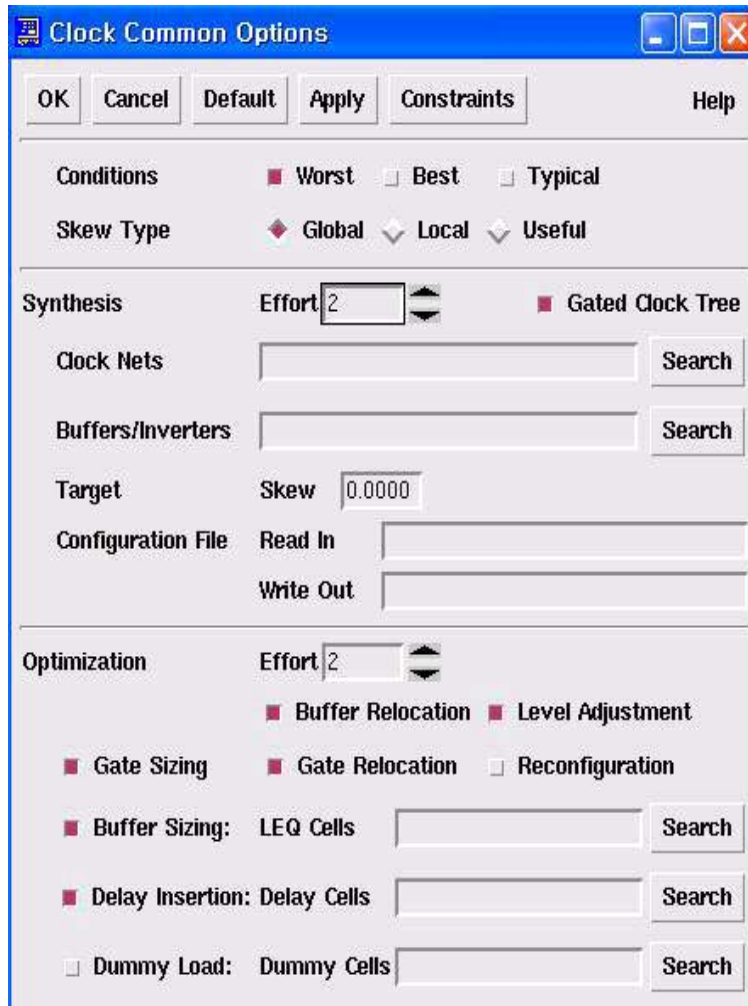 Clock Common Options
OK Cancel Default Apply Constraints Help
Conditions Worst Best Typical
Skew Type Global Local Useful
Synthesis Effort 2 Gated Clock Tree
Clock Nets Search
Buffers/Inverters Search
Target Skew 0.0000
Configuration File Read In
Write Out
Optimization Effort 2
Buffer Relocation Level Adjustment
Gate Sizing Gate Relocation Reconfiguration
Buffer Sizing: LEQ Cells Search
Delay Insertion: Delay Cells Search
Dummy Load: Dummy Cells Search